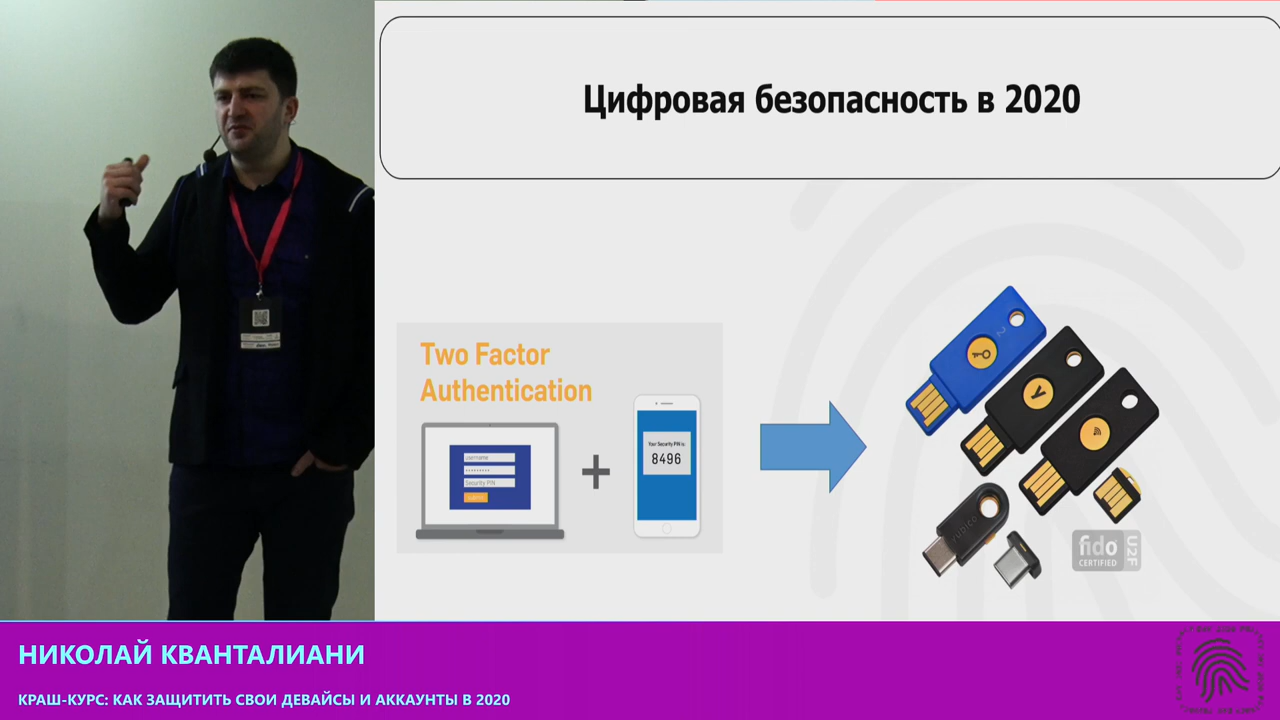 Цифровая безопасность в 2020
Two Factor
Authentication
username
Security PIN
Your Security PIN is:
8496
yubico
fido
CERTIFIED
U2F
НИКОЛАЙ КВАНТАЛИАНИ
КРАШ-КУРС: КАК ЗАЩИТИТЬ СВОИ ДЕВАЙСЫ И АККАУНТЫ В 2020